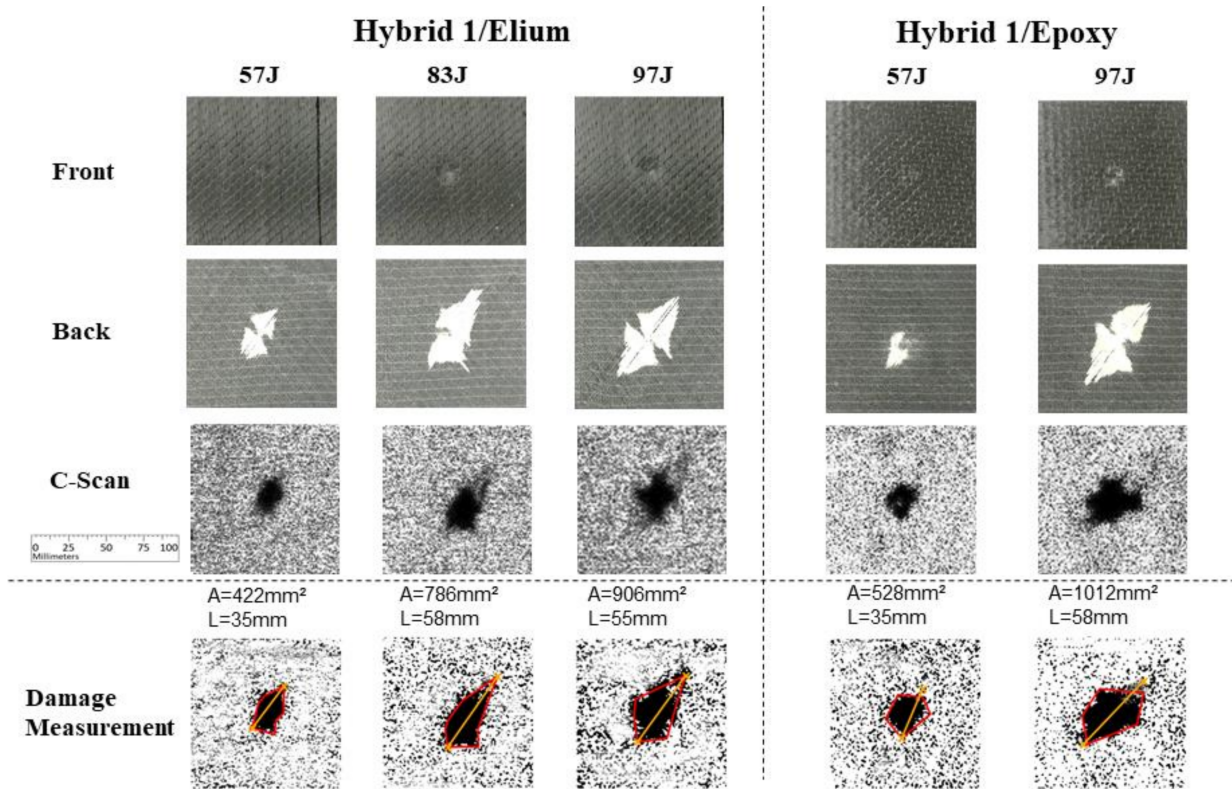 Hybrid 1/Elium
Hybrid 1/Epoxy
57J
83J
97J
57J
97J
Front
Back
C-Scan
0 25 50 75 100
Millimeters
A=422mm²
L=35mm
A=786mm²
L=58mm
A=906mm²
L=55mm
A=528mm²
L=35mm
A=1012mm²
L=58mm
Damage
Measurement